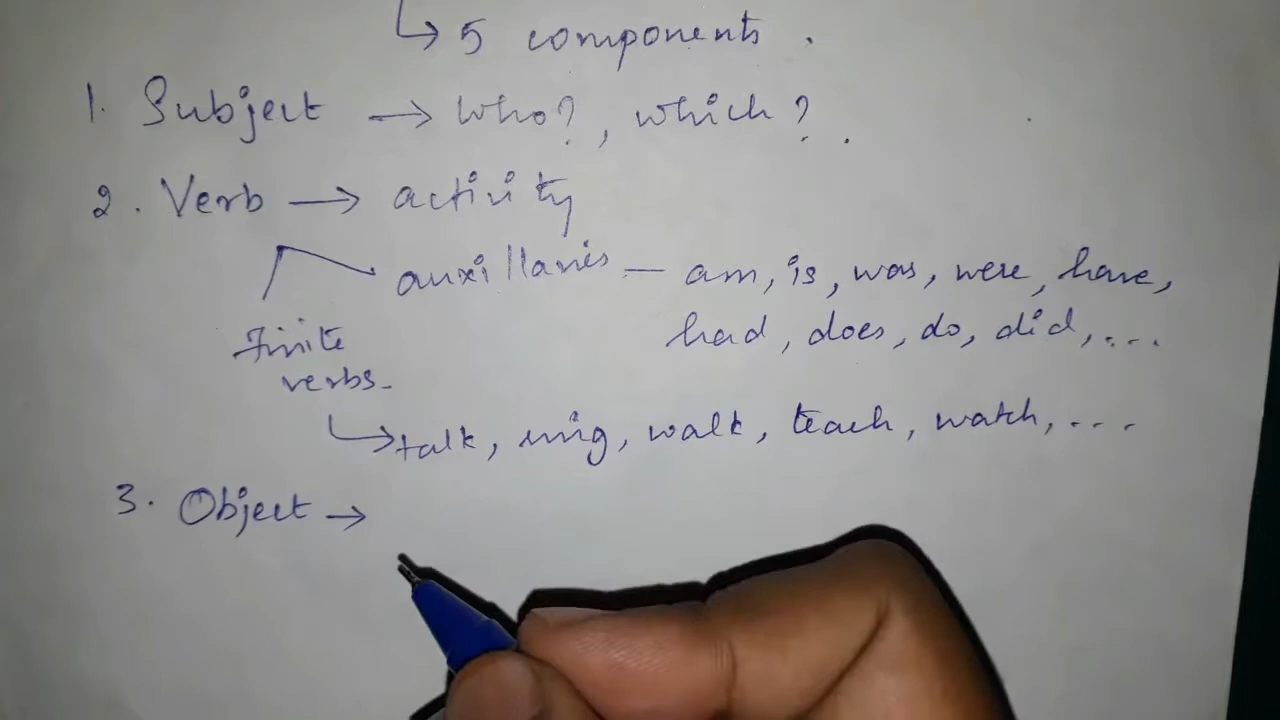 ↳ 5 components.
1. Subject → Who?, which?.
2. Verb → activity
auxillaries — am, is, was, were, have,
had, does, do, did, ....
Finite
verbs.
↳ talk, sing, walk, teach, watch, ....
3. Object →